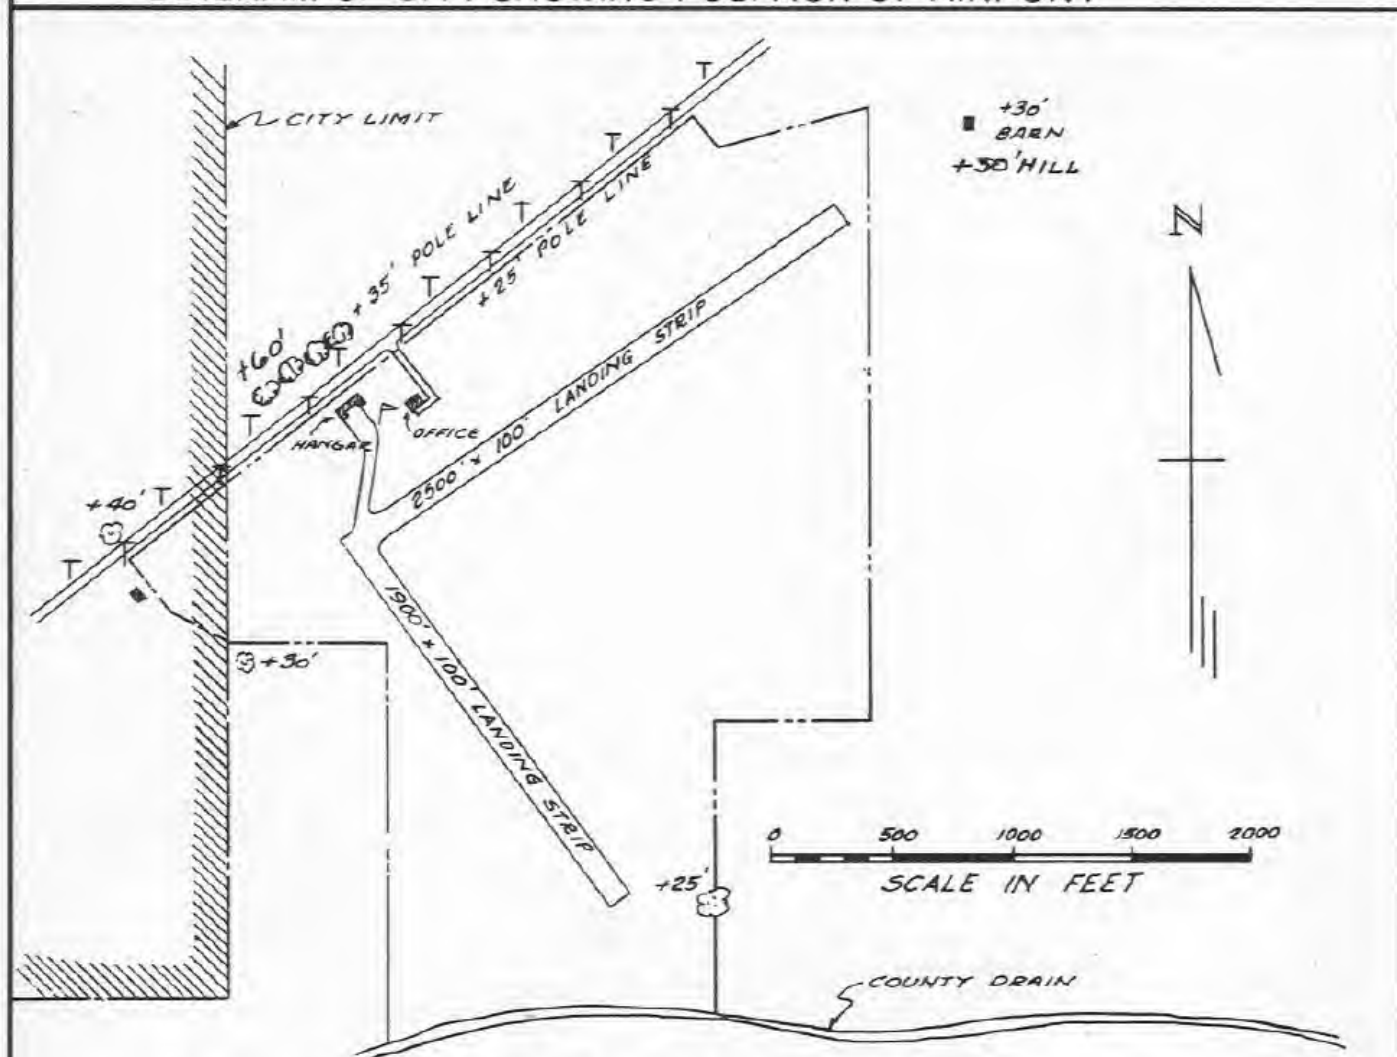 CITY LIMIT
+30'
BARN
+50' HILL
N
+35' POLE LINE
+25' POLE LINE
+60'
HANGAR
OFFICE
2500' x 100' LANDING STRIP
+40'
1900' x 100' LANDING STRIP
+30'
0 500 1000 1500 2000
SCALE IN FEET
+25'
COUNTY DRAIN